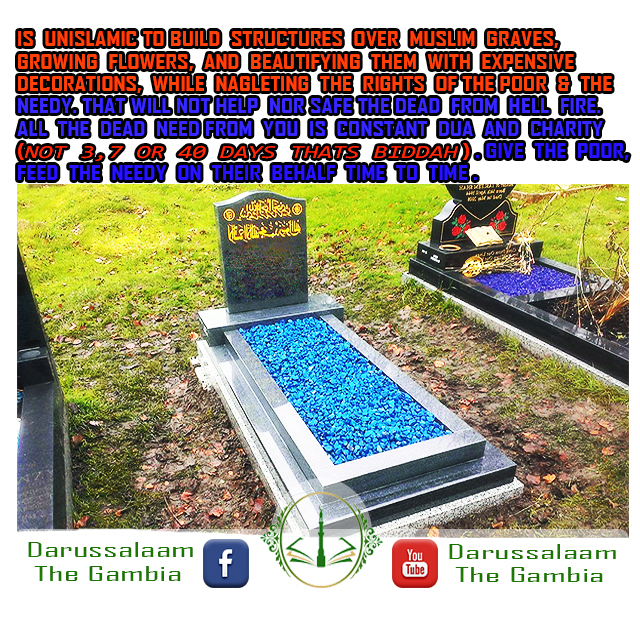 IS UNISLAMIC TO BUILD STRUCTURES OVER MUSLIM GRAVES,
GROWING FLOWERS, AND BEAUTIFYING THEM WITH EXPENSIVE
DECORATIONS, WHILE NAGLETING THE RIGHTS OF THE POOR & THE
NEEDY. THAT WILL NOT HELP NOR SAFE THE DEAD FROM HELL FIRE.
ALL THE DEAD NEED FROM YOU IS CONSTANT DUA AND CHARITY
(NOT 3,7 OR 40 DAYS THATS BIDDAH). GIVE THE POOR,
FEED THE NEEDY ON THEIR BEHALF TIME TO TIME.
Darussalaam
The Gambia
f
You
Tube
Darussalaam
The Gambia